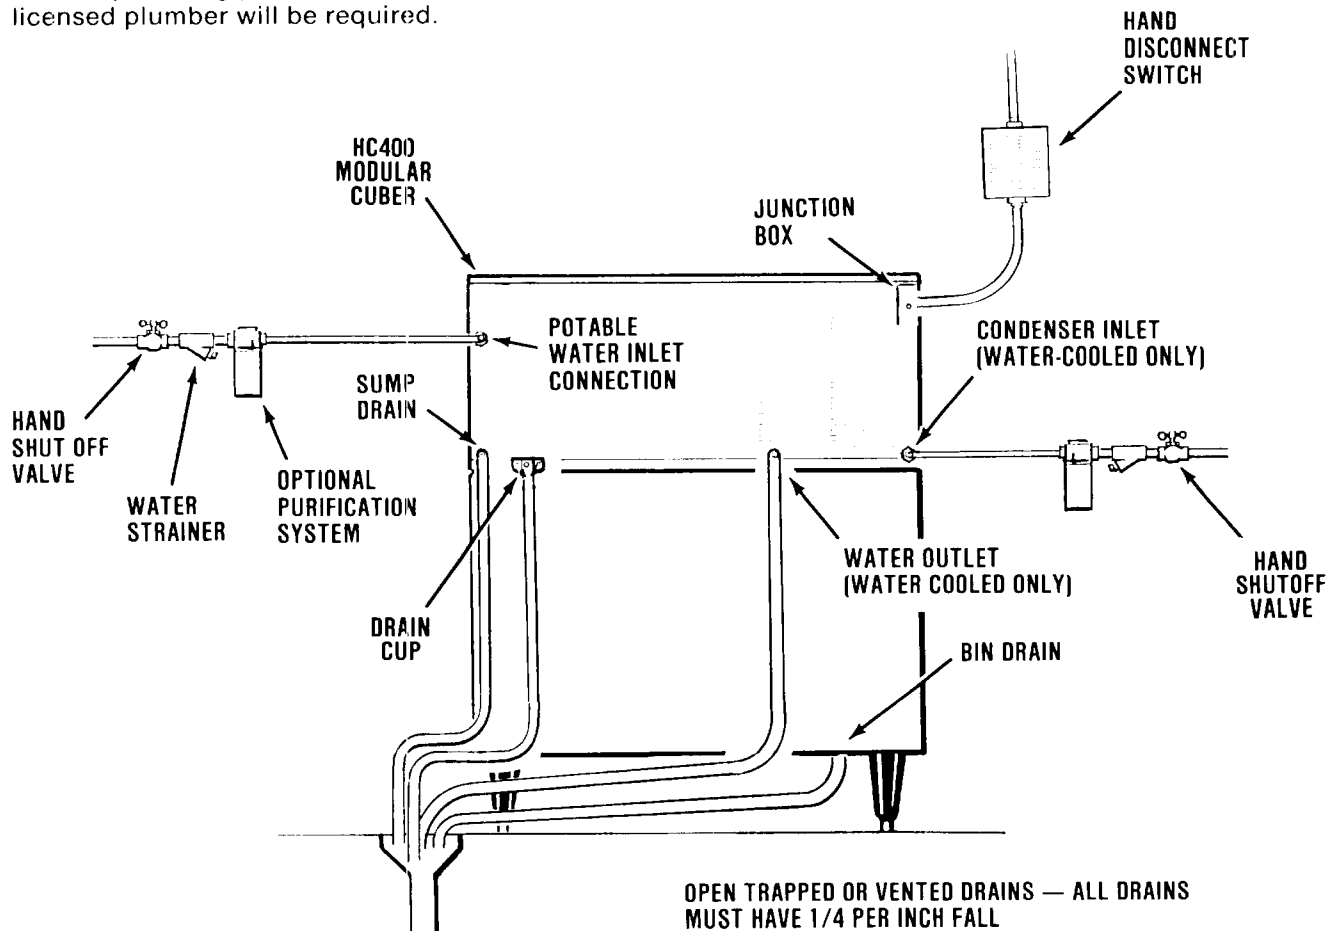 licensed plumber will be required.
HAND
DISCONNECT
SWITCH
HC400
MODULAR
CUBER
JUNCTION
BOX
POTABLE
WATER INLET
CONNECTION
CONDENSER INLET
(WATER-COOLED ONLY)
SUMP
DRAIN
HAND
SHUT OFF
VALVE
WATER
STRAINER
OPTIONAL
PURIFICATION
SYSTEM
WATER OUTLET
(WATER COOLED ONLY)
HAND
SHUTOFF
VALVE
DRAIN
CUP
BIN DRAIN
OPEN TRAPPED OR VENTED DRAINS — ALL DRAINS
MUST HAVE 1/4 PER INCH FALL